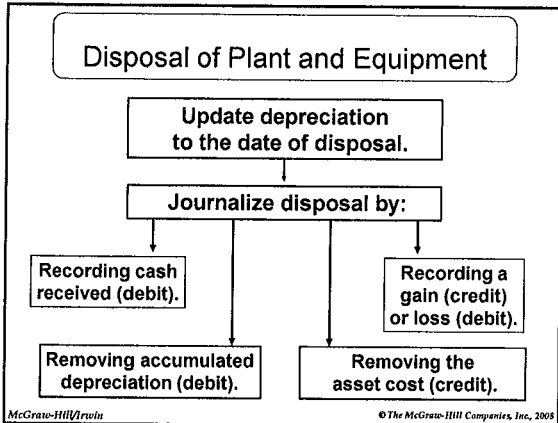 Disposal of Plant and Equipment
Update depreciation
to the date of disposal.
Journalize disposal by:
Recording cash
received (debit).
Recording a
gain (credit)
or loss (debit).
Removing accumulated
depreciation (debit).
Removing the
asset cost (credit).
McGraw-Hill/Irwin
© The McGraw-Hill Companies, Inc., 2008